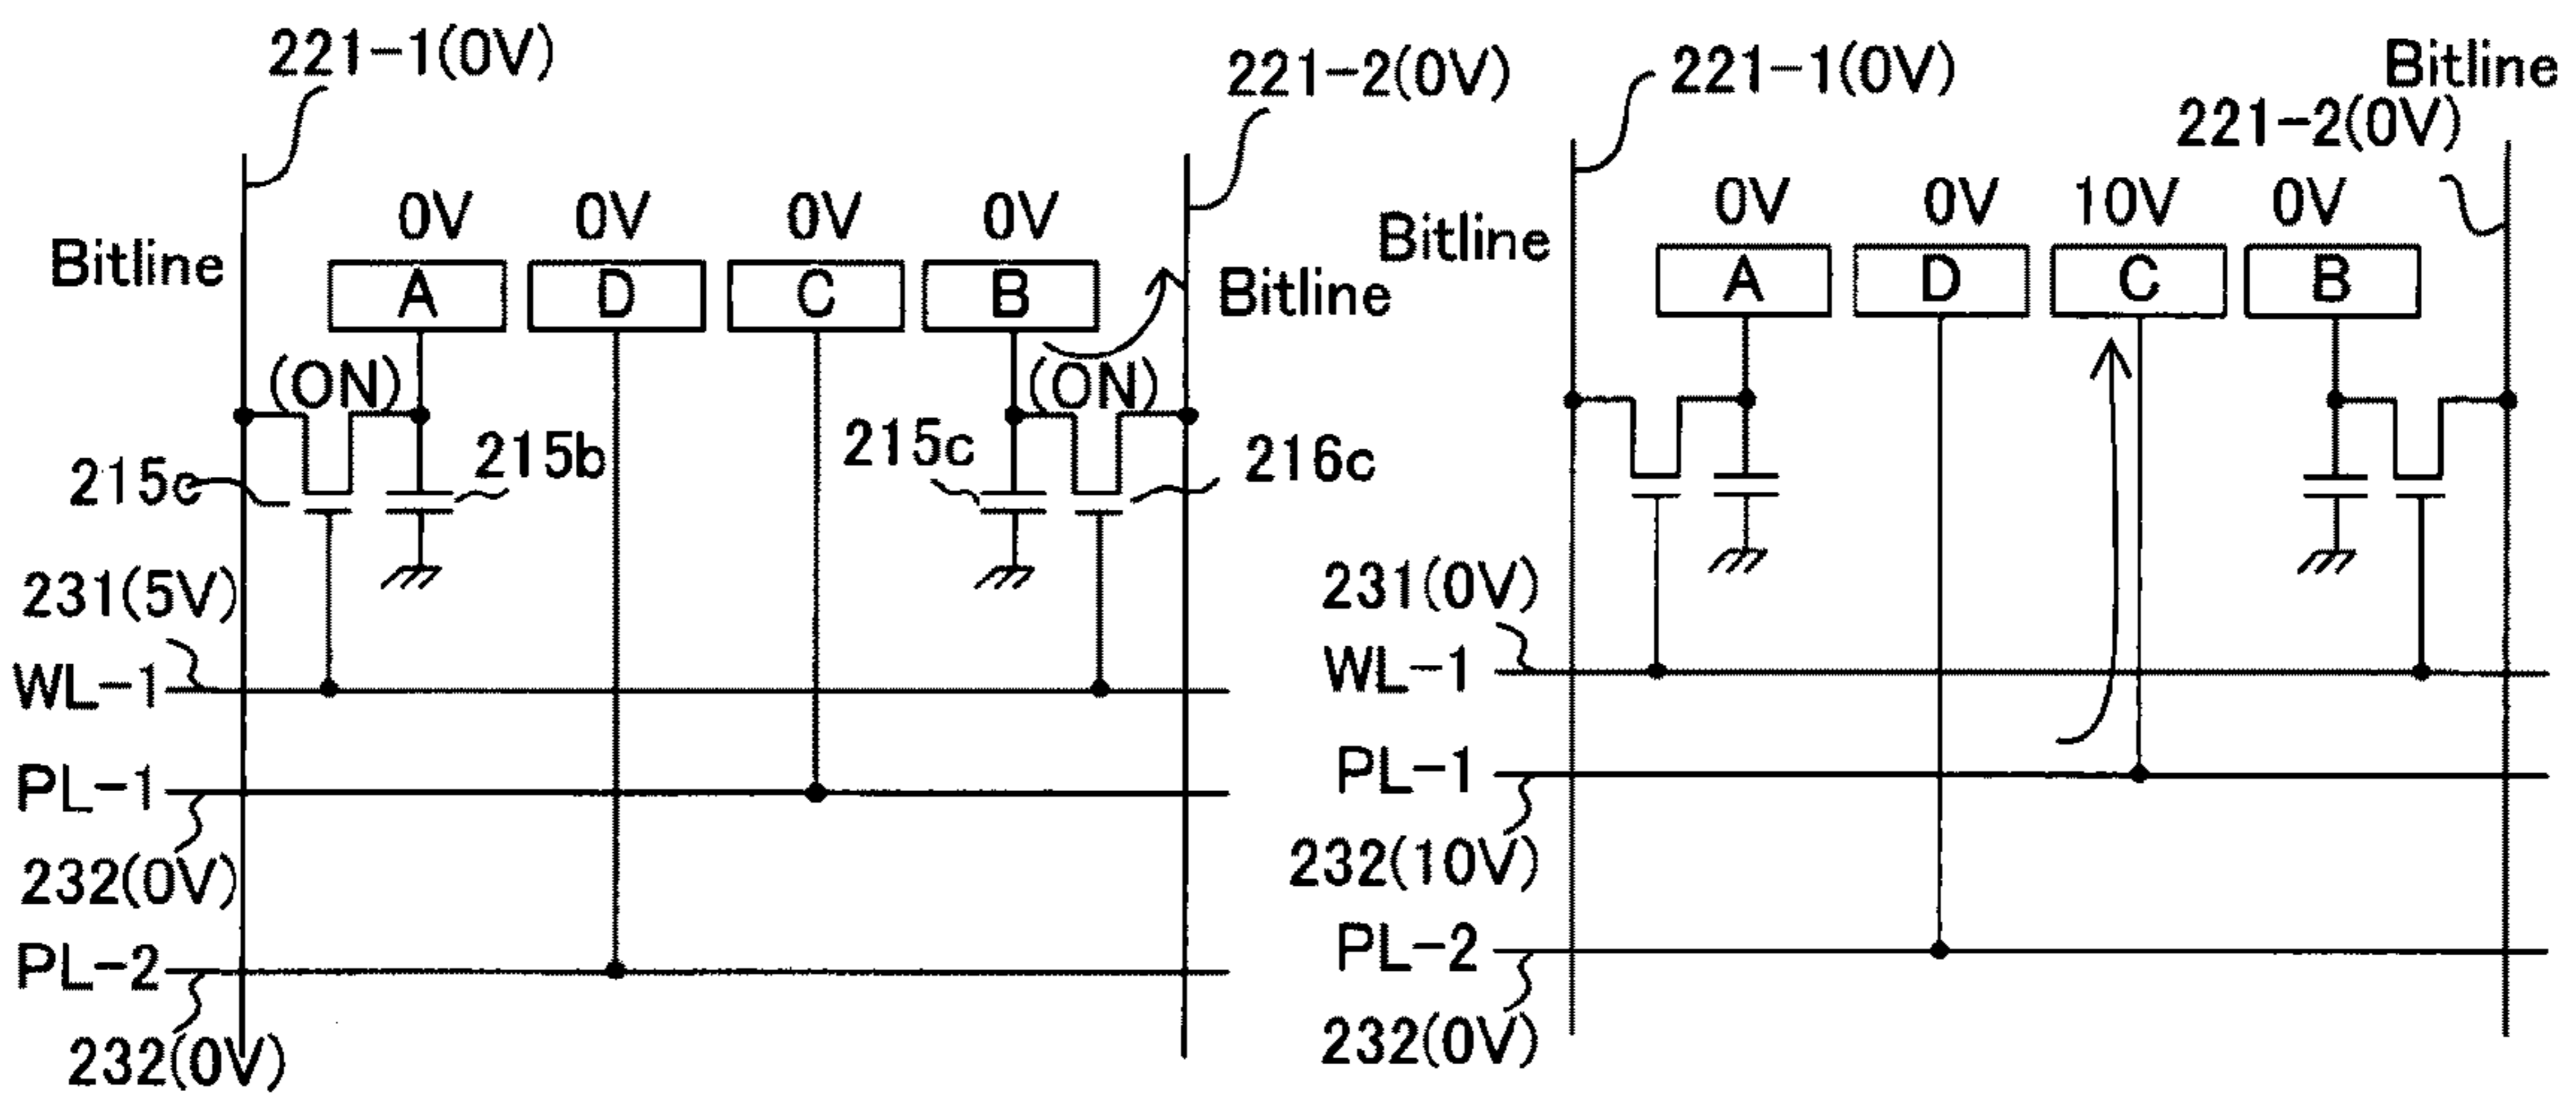 221-1(0V)
221-2(0V)
0V 0V 0V 0V
Bitline
A D C B
Bitline
(ON) (ON)
215c 215b 215c 216c
231(5V)
WL-1
PL-1
232(0V)
PL-2
232(0V)
221-1(0V)
Bitline
221-2(0V)
0V 0V 10V 0V
Bitline
A D C B
231(0V)
WL-1
PL-1
232(10V)
PL-2
232(0V)